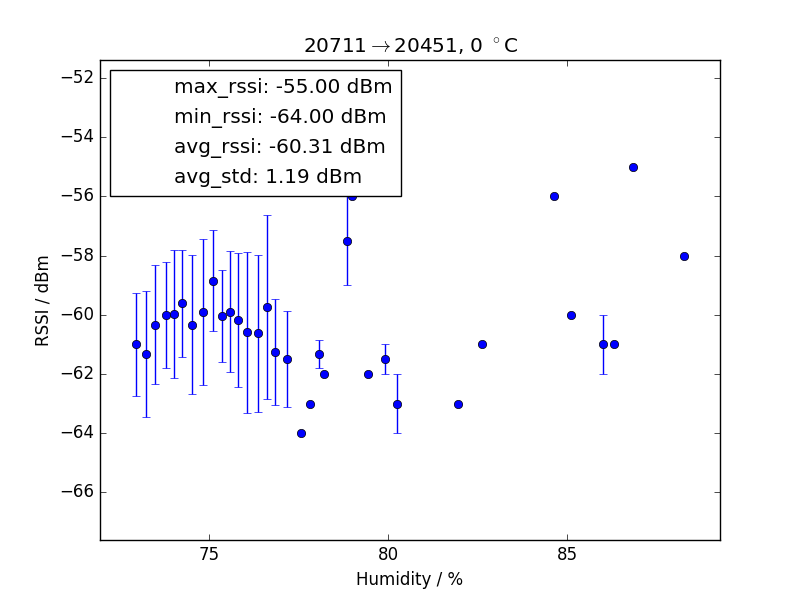 20711→20451, 0 °C
max_rssi: -55.00 dBm
min_rssi: -64.00 dBm
avg_rssi: -60.31 dBm
avg_std: 1.19 dBm
RSSI / dBm
−52
−54
−56
−58
−60
−62
−64
−66
75 80 85
Humidity / %